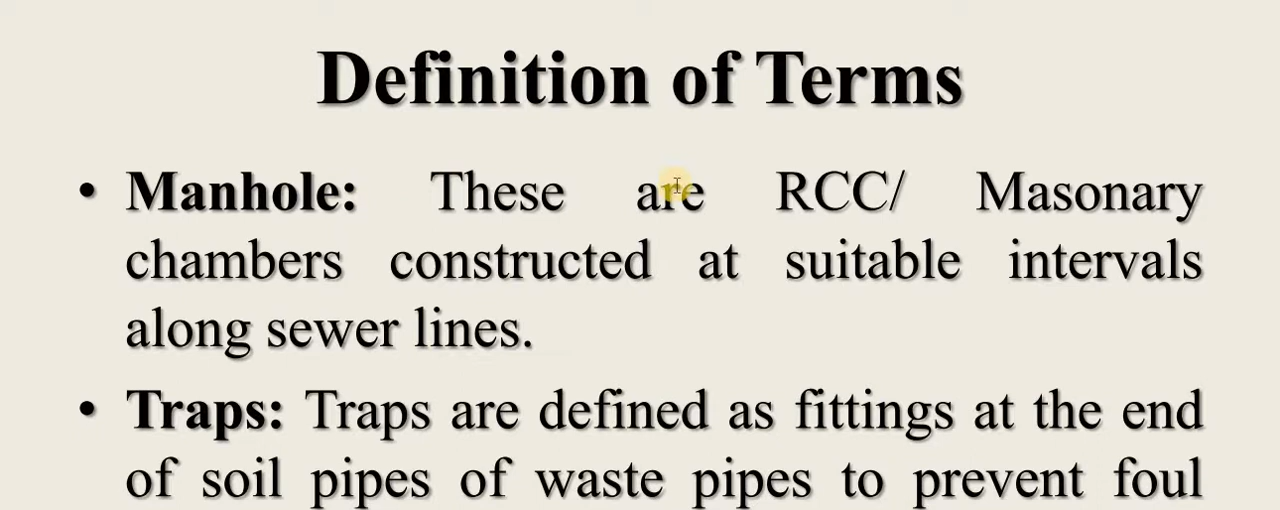 Definition of Terms
• Manhole: These are RCC/ Masonary
chambers constructed at suitable intervals
along sewer lines.
• Traps: Traps are defined as fittings at the end
of soil pipes of waste pipes to prevent foul